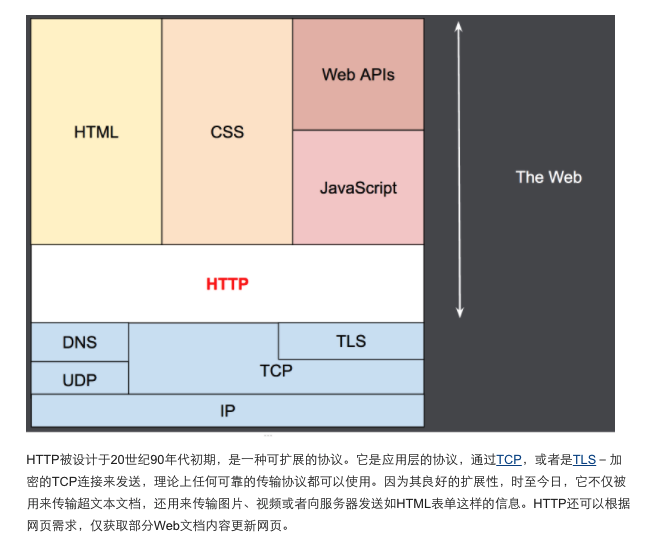 Web APIs
HTML
CSS
The Web
JavaScript
HTTP
DNS
TLS
TCP
UDP
IP
HTTP被设计于20世纪90年代初期，是一种可扩展的协议。它是应用层的协议，通过TCP，或者是TLS – 加
密的TCP连接来发送，理论上任何可靠的传输协议都可以使用。因为其良好的扩展性，时至今日，它不仅被
用来传输超文本文档，还用来传输图片、视频或者向服务器发送如HTML表单这样的信息。HTTP还可以根据
网页需求，仅获取部分Web文档内容更新网页。